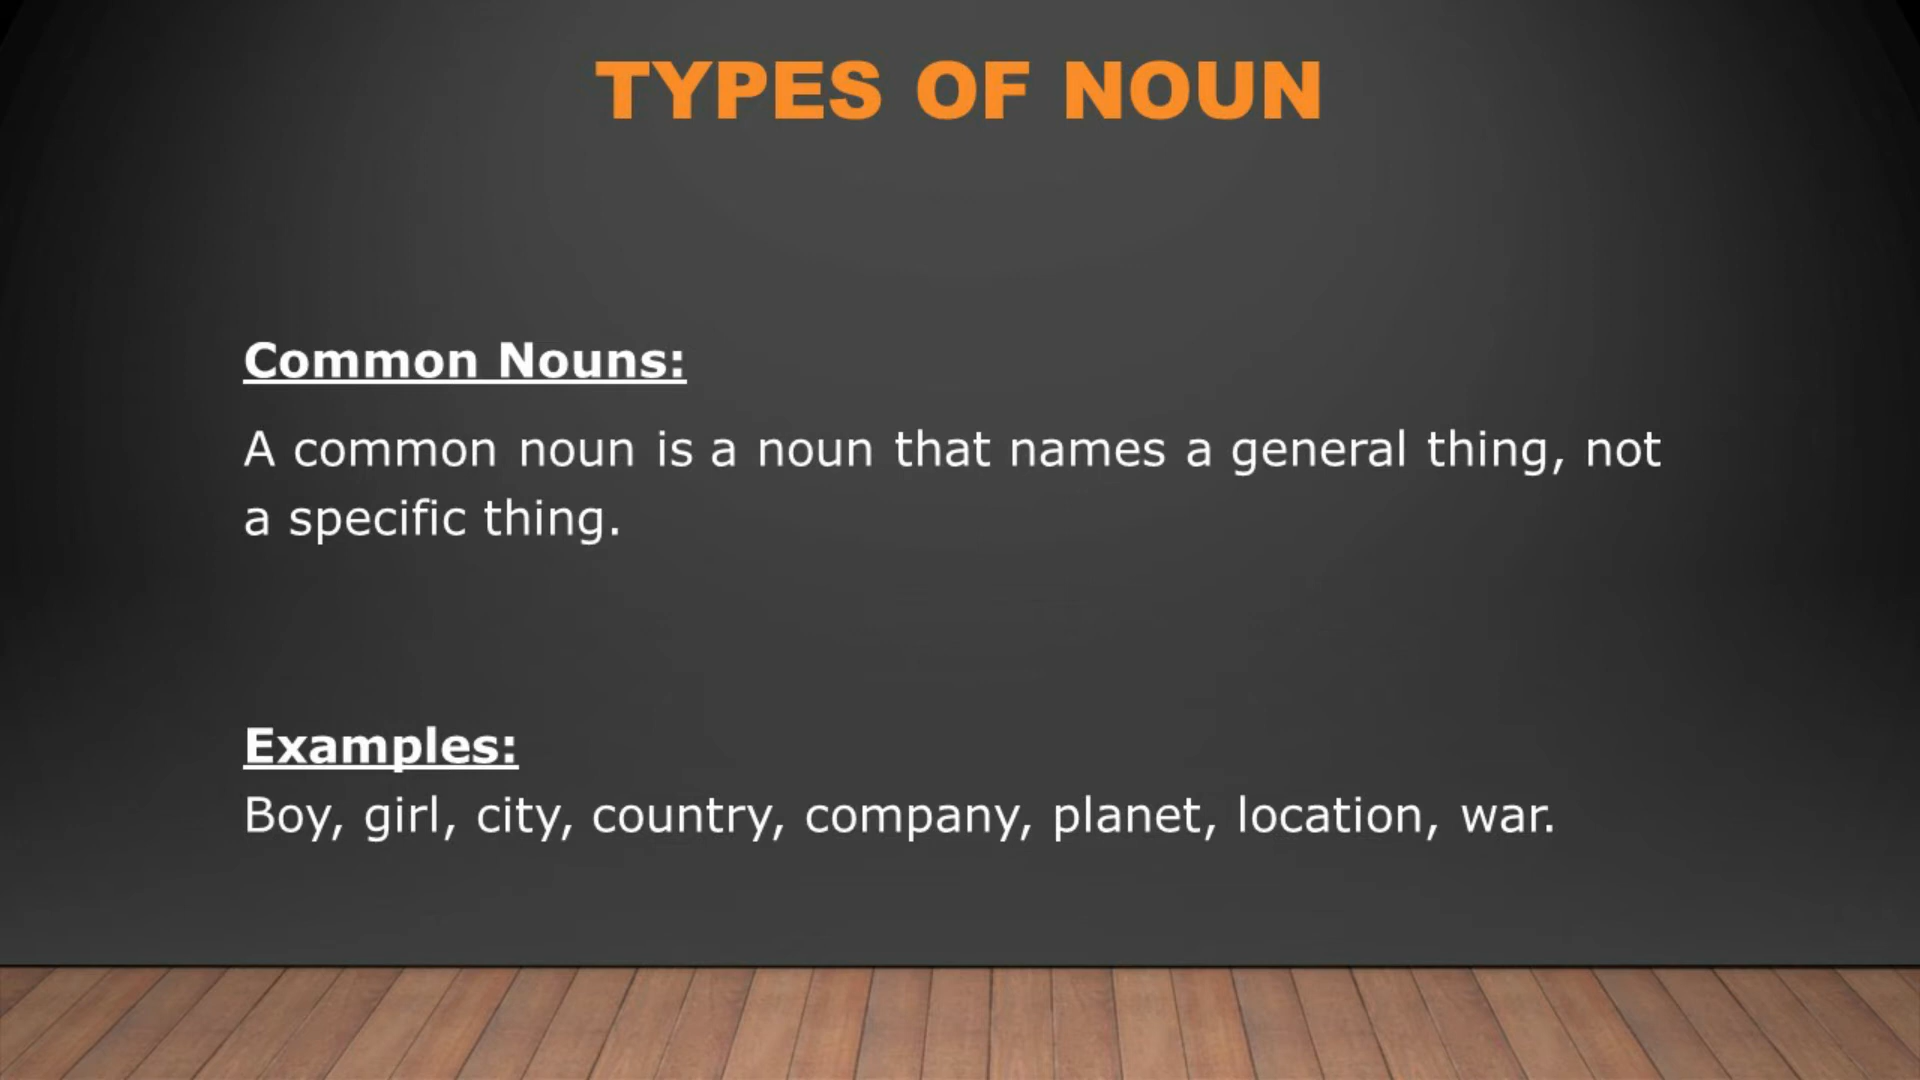 TYPES OF NOUN
Common Nouns:
A common noun is a noun that names a general thing, not
a specific thing.
Examples:
Boy, girl, city, country, company, planet, location, war.